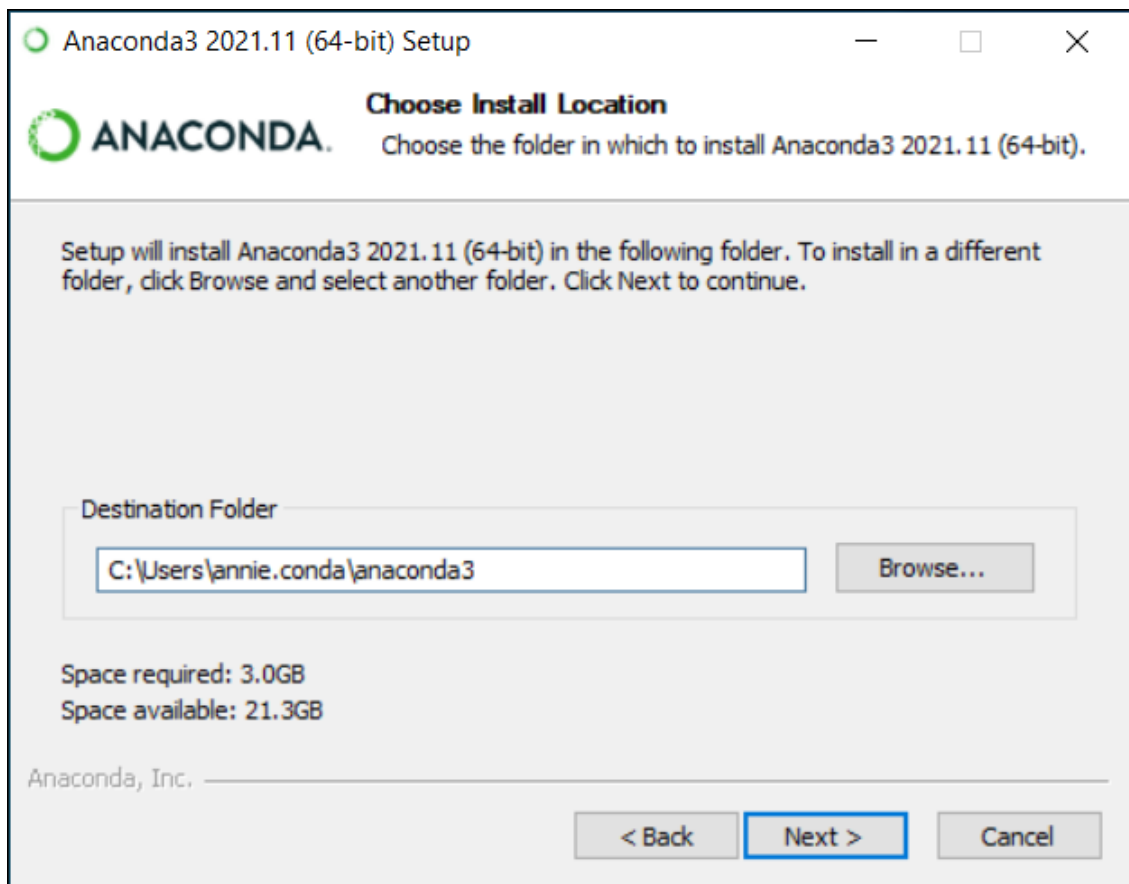 Anaconda3 2021.11 (64-bit) Setup
ANACONDA.
Choose Install Location
Choose the folder in which to install Anaconda3 2021.11 (64-bit).
Setup will install Anaconda3 2021.11 (64-bit) in the following folder. To install in a different
folder, click Browse and select another folder. Click Next to continue.
Destination Folder
C:\Users\annie.conda\anaconda3
Browse...
Space required: 3.0GB
Space available: 21.3GB
Anaconda, Inc.
< Back
Next >
Cancel